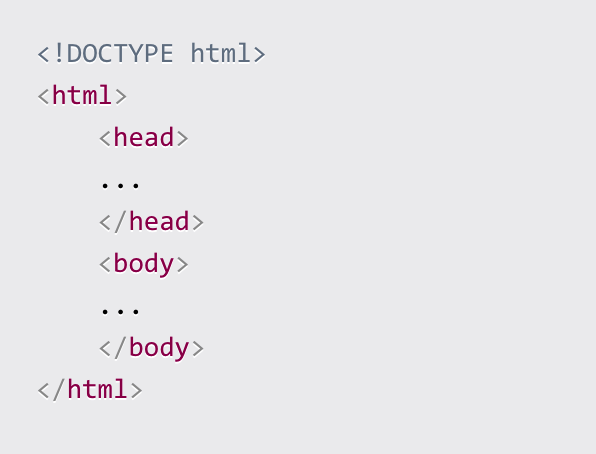 <!DOCTYPE html>
<html>
    <head>
    ...
    </head>
    <body>
    ...
    </body>
</html>